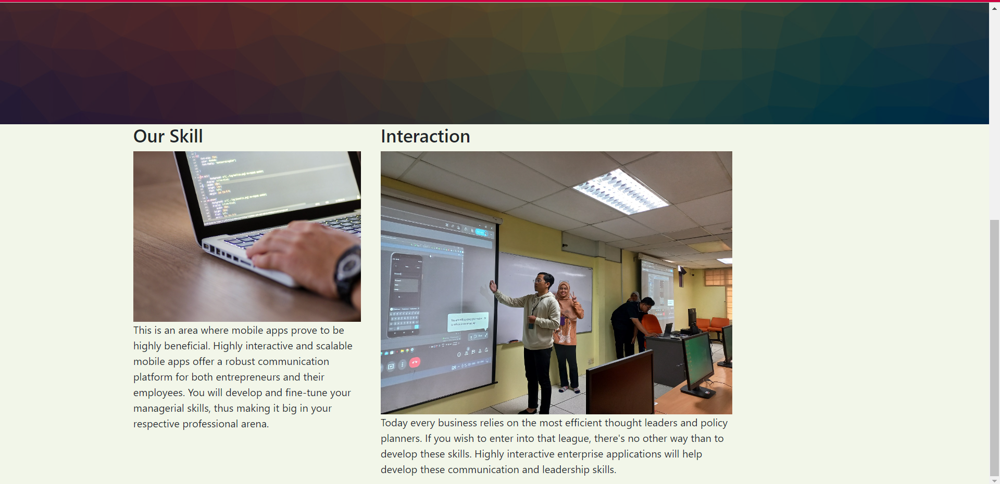 Our Skill
This is an area where mobile apps prove to be
highly beneficial. Highly interactive and scalable
mobile apps offer a robust communication
platform for both entrepreneurs and their
employees. You will develop and fine-tune your
managerial skills, thus making it big in your
respective professional arena.
Interaction
Today every business relies on the most efficient thought leaders and policy
planners. If you wish to enter into that league, there's no other way than to
develop these skills. Highly interactive enterprise applications will help
develop these communication and leadership skills.